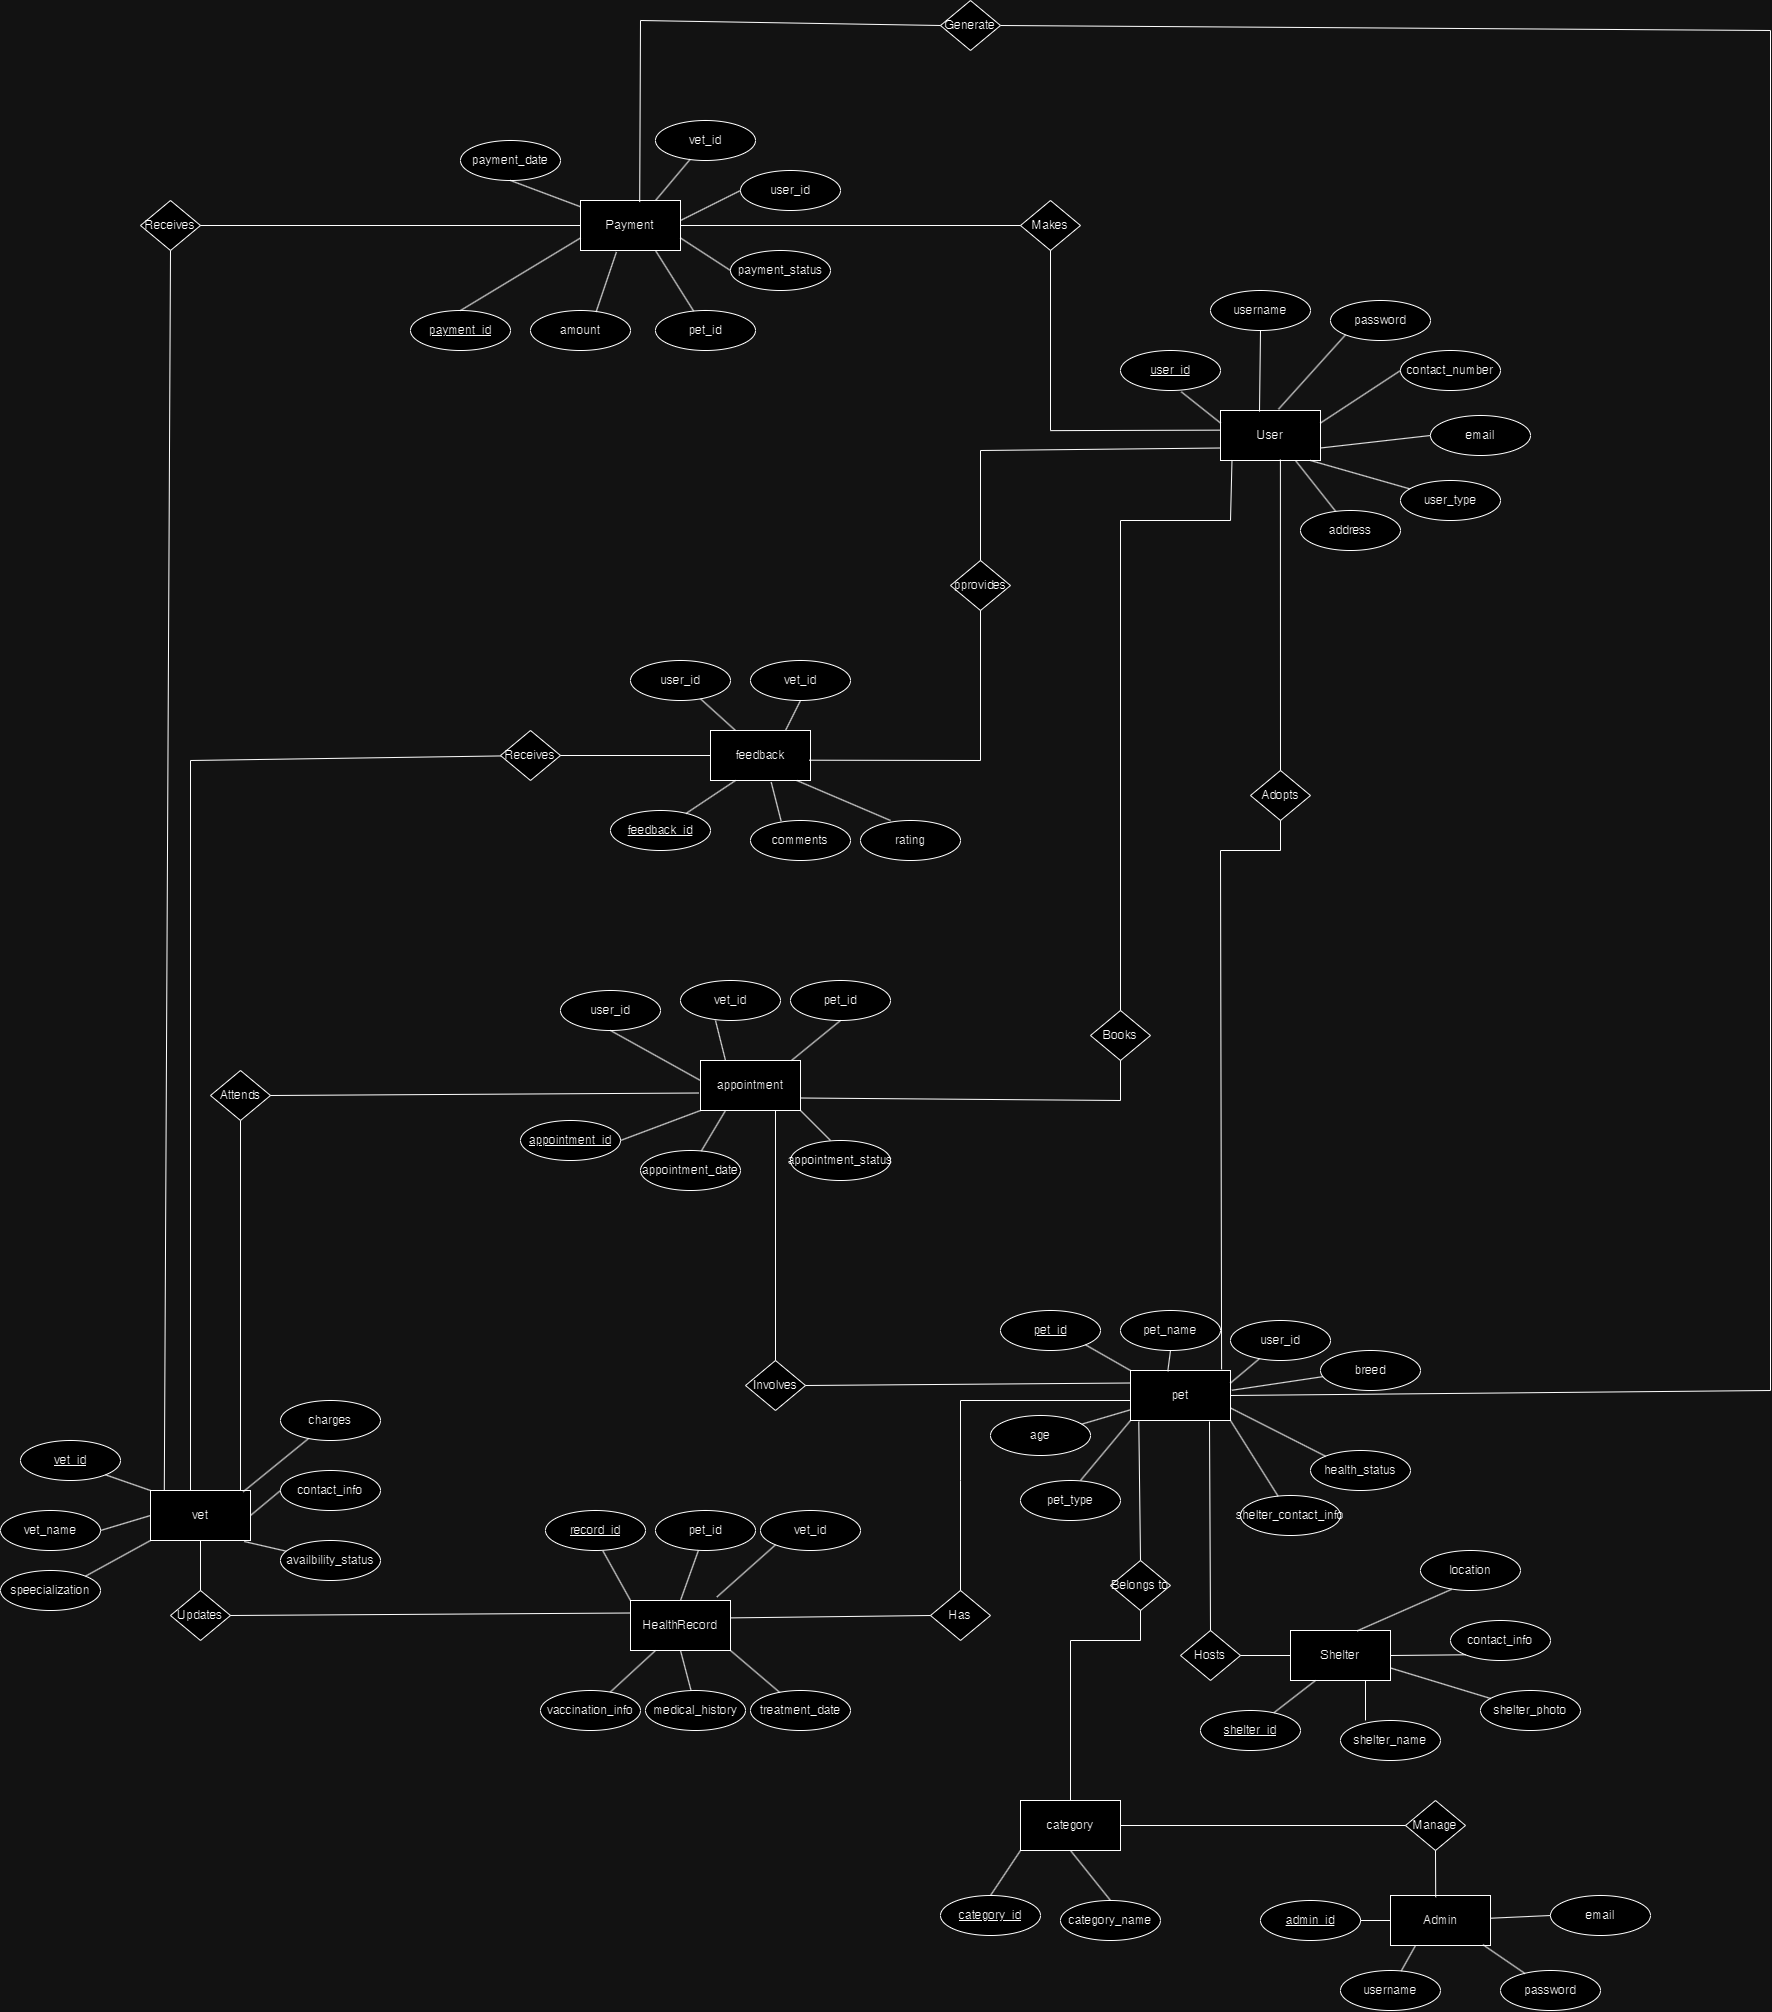 Generate
vet_id
payment_date
user_id
Receives
Payment
Makes
payment_status
payment_id
amount
pet_id
username
password
user_id
contact_number
User
email
user_type
address
pprovides
user_id
vet_id
Receives
feedback
Adopts
feedback_id
comments
rating
user_id
vet_id
pet_id
Books
Attends
appointment
appointment_id
appointment_date
appointment_status
pet_id
pet_name
user_id
breed
Involves
pet
age
health_status
pet_type
shelter_contact_info
charges
vet_id
contact_info
vet_name
vet
availbility_status
speecialization
Updates
record_id
pet_id
vet_id
HealthRecord
Has
vaccination_info
medical_history
treatment_date
Belongs to
location
Hosts
Shelter
contact_info
shelter_id
shelter_name
shelter_photo
category
Manage
category_id
category_name
admin_id
Admin
email
username
password